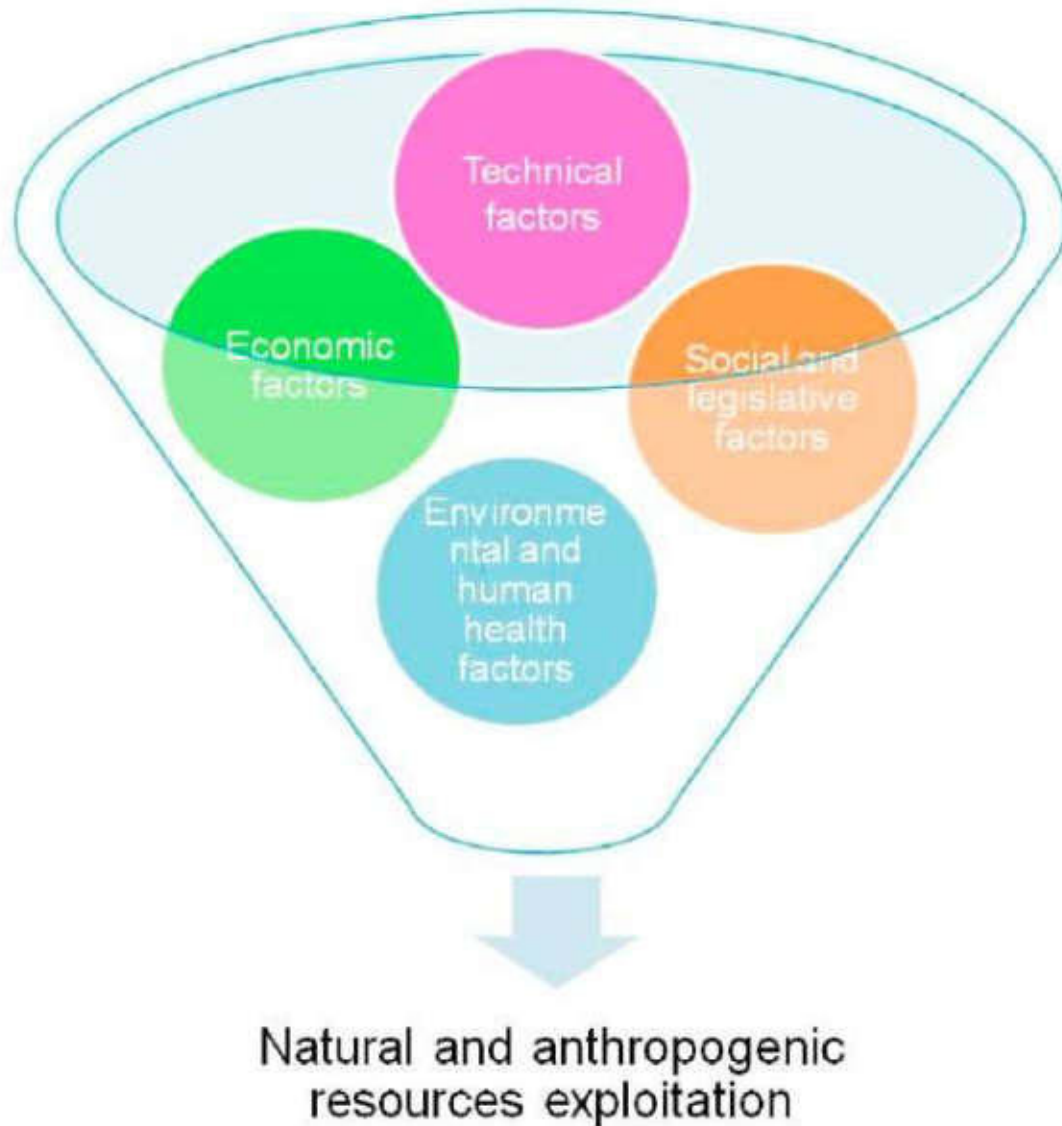 Technical
factors
Economic
factors
Social and
legislative
factors
Environme
ntal and
human
health
factors
Natural and anthropogenic
resources exploitation